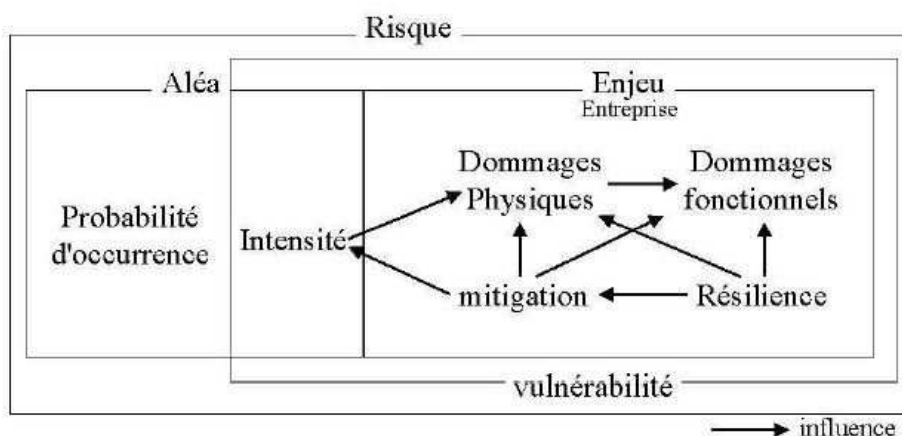 Risque
Aléa
Enjeu
Entreprise
Probabilité
d'occurrence
Intensité
Dommages
Physiques
Dommages
fonctionnels
mitigation
Résilience
vulnérabilité
influence